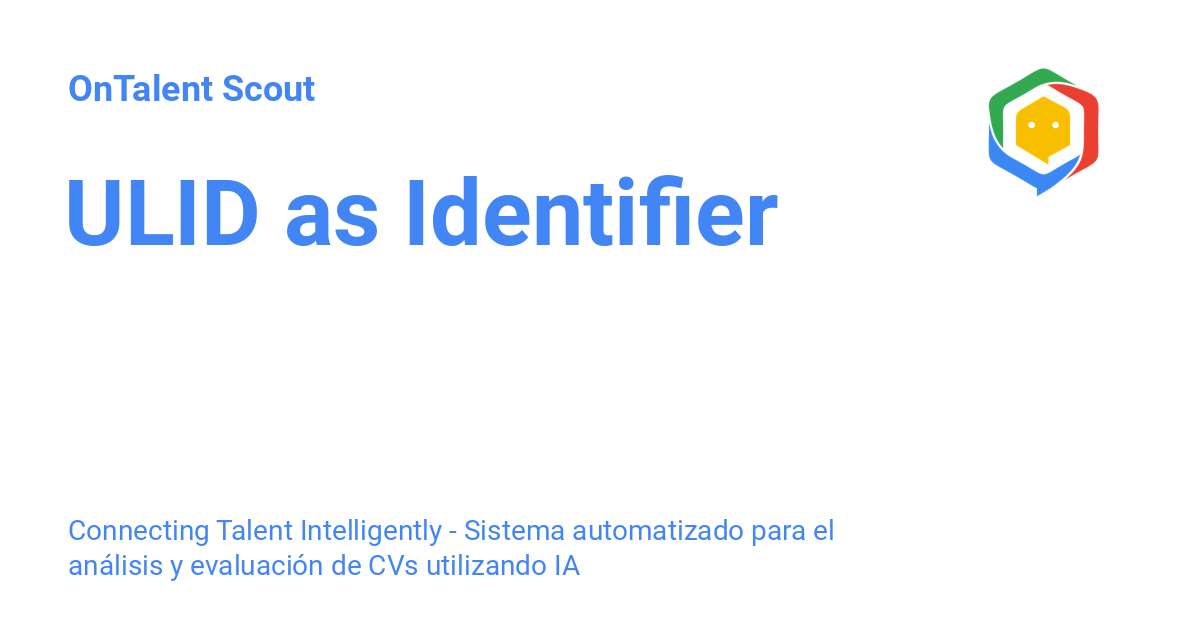 OnTalent Scout
ULID as Identifier
Connecting Talent Intelligently - Sistema automatizado para el
análisis y evaluación de CVs utilizando IA